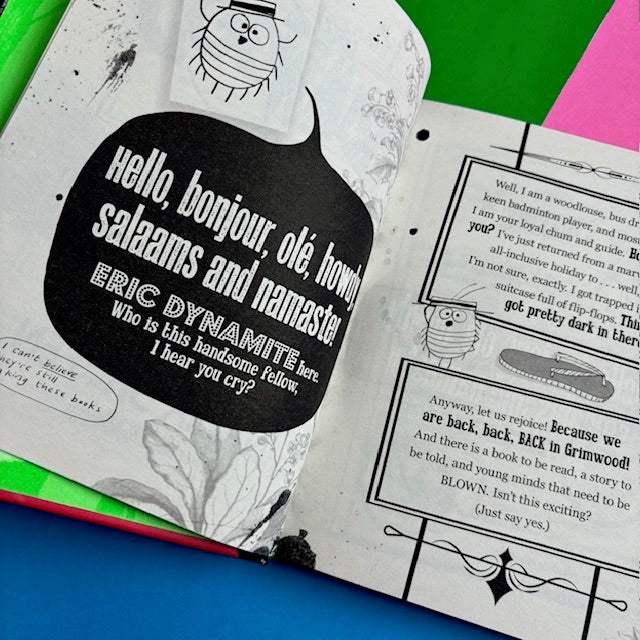 Hello, bonjour, olé, howdy,
salaams and namaste!
ERIC DYNAMITE here.
Who is this handsome fellow,
I hear you cry?
I can't believe
they're still
making these books
Well, I am a woodlouse, bus
keen badminton player, and
I am your loyal chum and guide.
you? I've just returned from a
all-inclusive holiday to . . . well,
I'm not sure, exactly. I got trapped
suitcase full of flip-flops.
got pretty dark in there
Anyway, let us rejoice! Because we
are back, back, BACK in Grimwood!
And there is a book to be read, a story to
be told, and young minds that need to be
BLOWN. Isn't this exciting?
(Just say yes.)